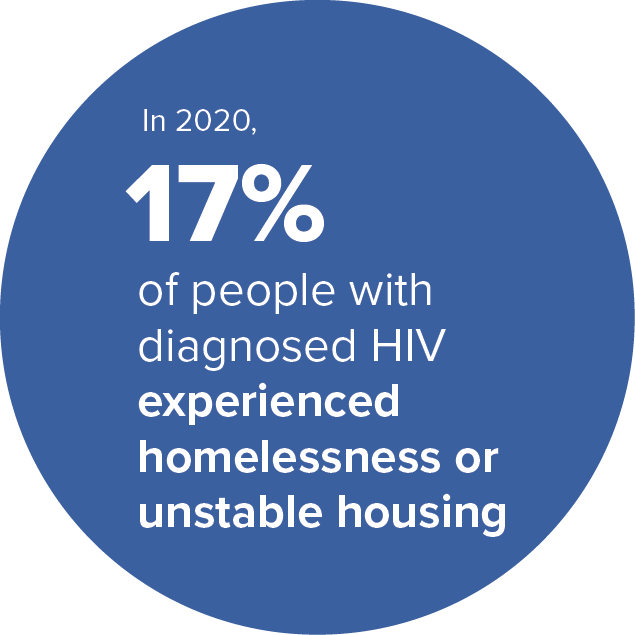 In 2020,
17%
of people with
diagnosed HIV
experienced
homelessness or
unstable housing